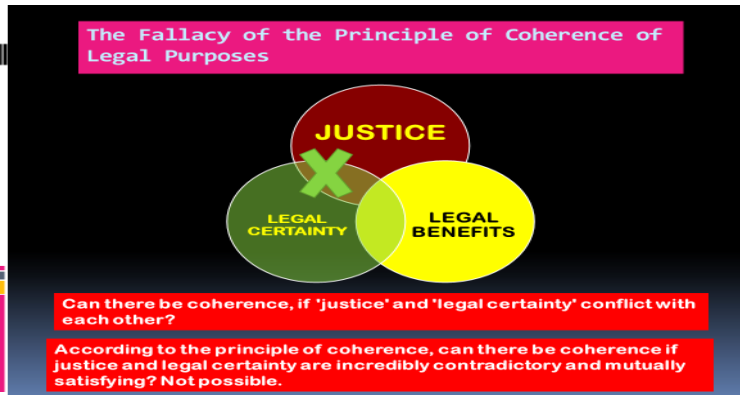 The Fallacy of the Principle of Coherence of
Legal Purposes
JUSTICE
LEGAL
CERTAINTY
LEGAL
BENEFITS
Can there be coherence, if 'justice' and 'legal certainty' conflict with
each other?
According to the principle of coherence, can there be coherence if
justice and legal certainty are incredibly contradictory and mutually
satisfying? Not possible.